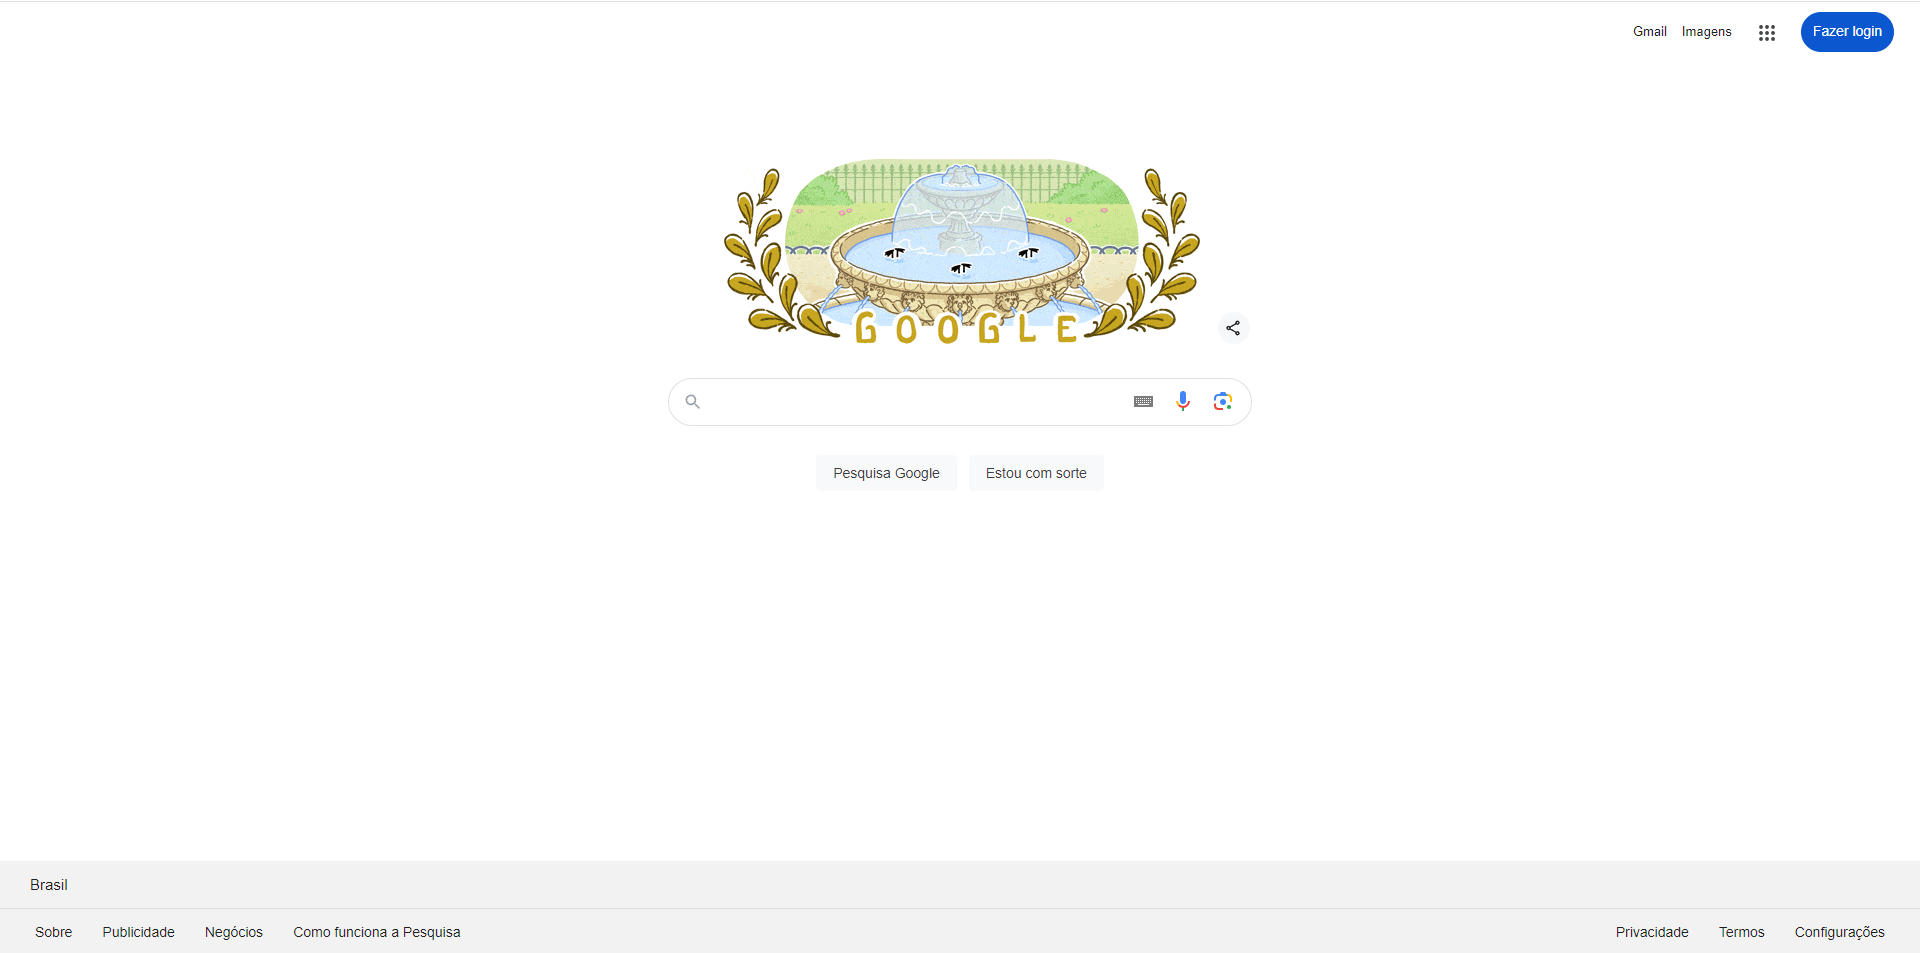 Gmail Imagens Fazer login
GOOGLE
Pesquisa Google Estou com sorte
Brasil
Sobre Publicidade Negócios Como funciona a Pesquisa Privacidade Termos Configurações